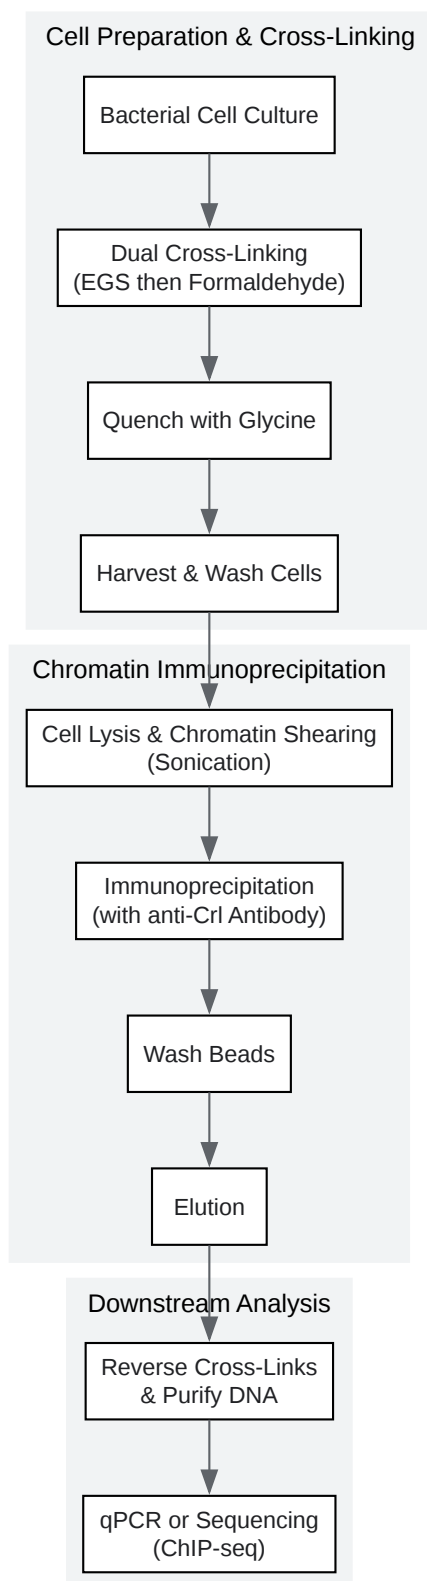 Cell Preparation & Cross-Linking
Bacterial Cell Culture
Dual Cross-Linking
(EGS then Formaldehyde)
Quench with Glycine
Harvest & Wash Cells
Chromatin Immunoprecipitation
Cell Lysis & Chromatin Shearing
(Sonication)
Immunoprecipitation
(with anti-Crl Antibody)
Wash Beads
Elution
Downstream Analysis
Reverse Cross-Links
& Purify DNA
qPCR or Sequencing
(ChIP-seq)